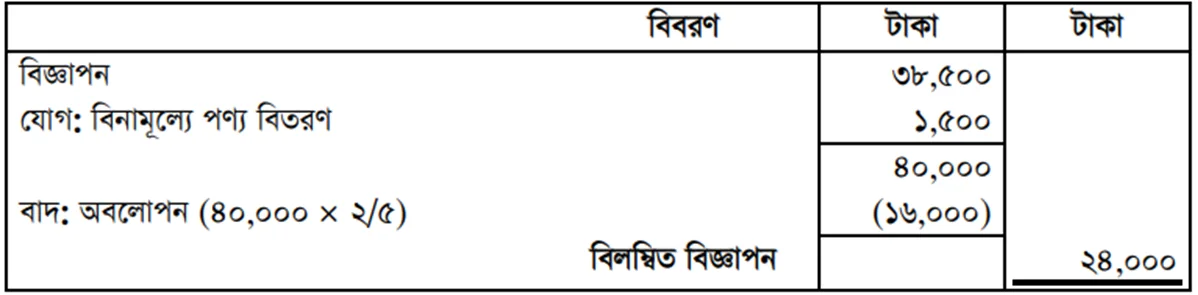 বিবরণ টাকা টাকা
বিজ্ঞাপন ৩৮,৫০০
যোগ: বিনামূল্যে পণ্য বিতরণ ১,৫০০
৪০,০০০
বাদ: অবলোপন (৪০,০০০ × ২/৫) (১৬,০০০)
বিলম্বিত বিজ্ঞাপন ২৪,০০০